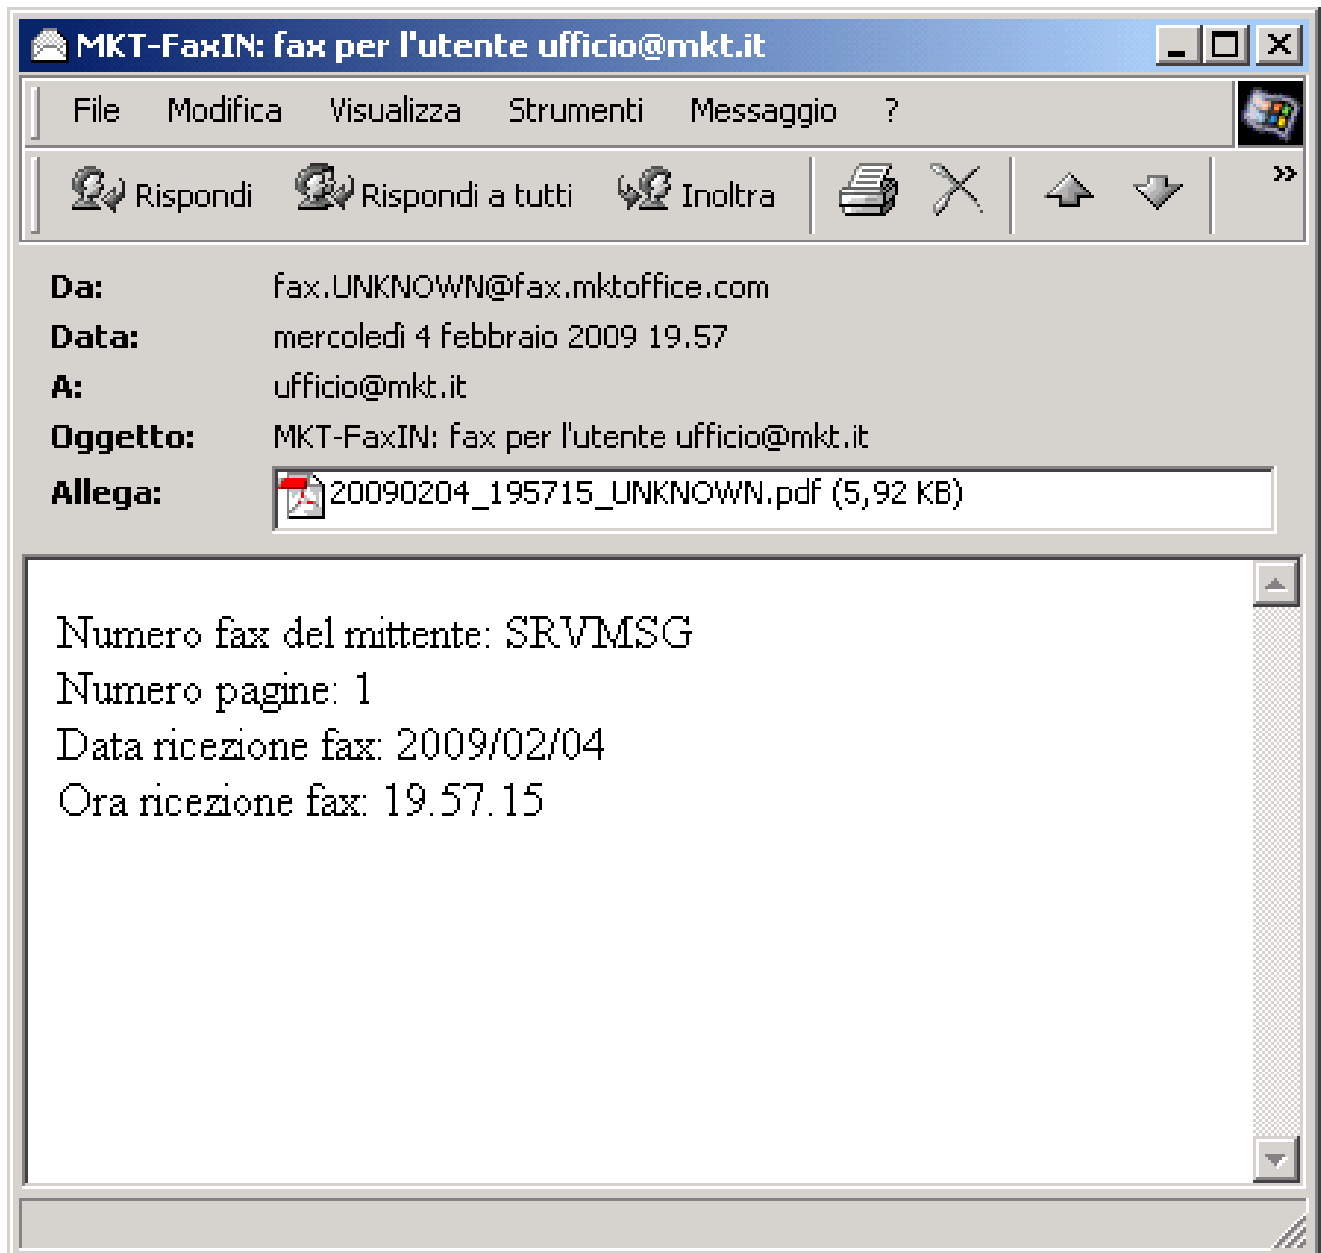 MKT-FaxIN: fax per l'utente ufficio@mkt.it
File Modifica Visualizza Strumenti Messaggio ?
Rispondi Rispondi a tutti Inoltra »
Da: fax.UNKNOWN@fax.mktoffice.com
Data: mercoledì 4 febbraio 2009 19.57
A: ufficio@mkt.it
Oggetto: MKT-FaxIN: fax per l'utente ufficio@mkt.it
Allega: 20090204_195715_UNKNOWN.pdf (5,92 KB)
Numero fax del mittente: SRVMSG
Numero pagine: 1
Data ricezione fax: 2009/02/04
Ora ricezione fax: 19.57.15